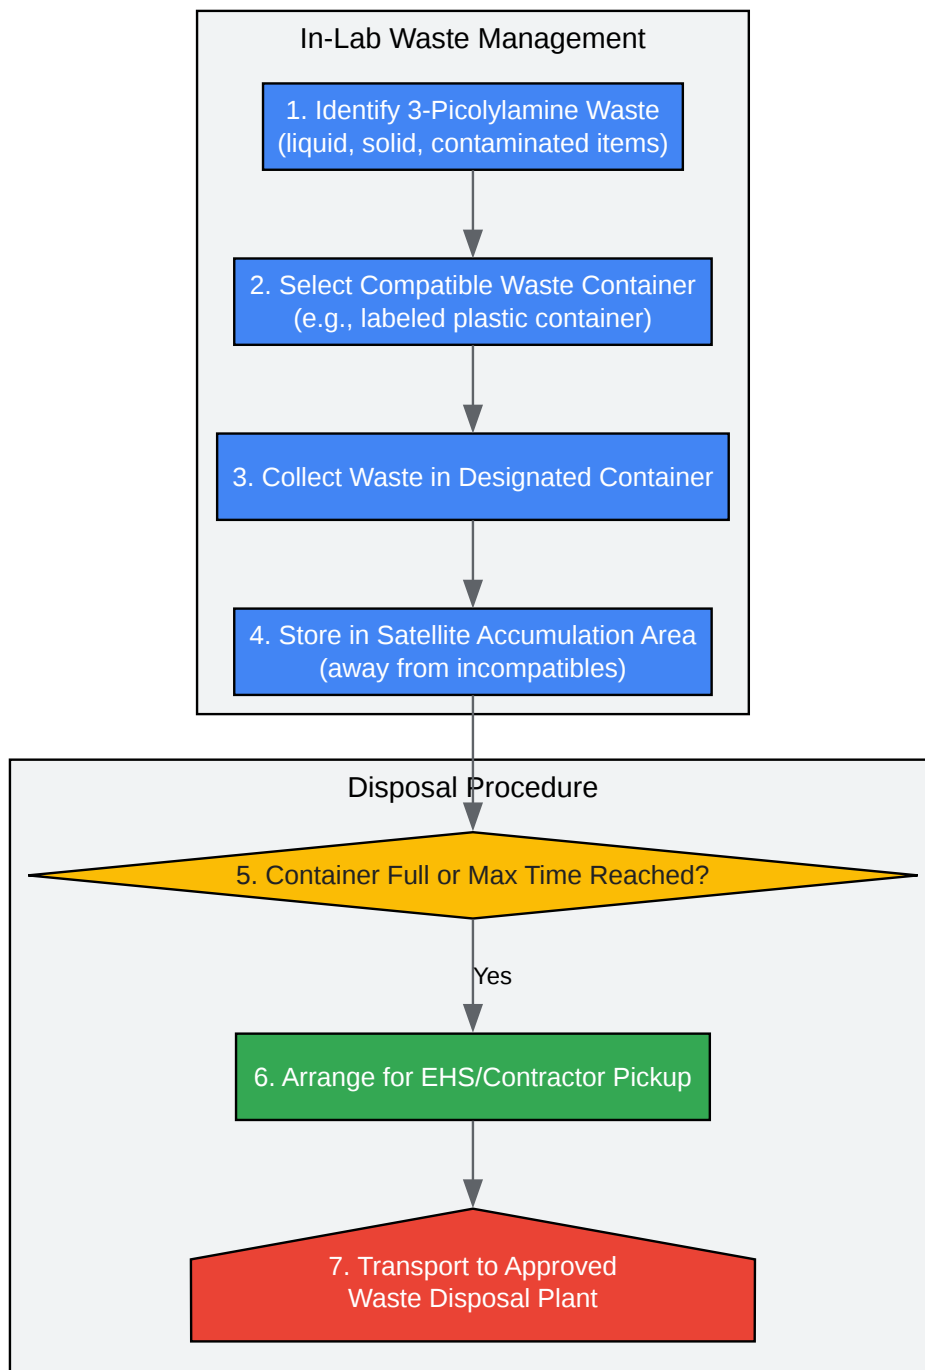 In-Lab Waste Management
1. Identify 3-Picolylamine Waste
(liquid, solid, contaminated items)
2. Select Compatible Waste Container
(e.g., labeled plastic container)
3. Collect Waste in Designated Container
4. Store in Satellite Accumulation Area
(away from incompatibles)
Disposal Procedure
5. Container Full or Max Time Reached?
Yes
6. Arrange for EHS/Contractor Pickup
7. Transport to Approved
Waste Disposal Plant